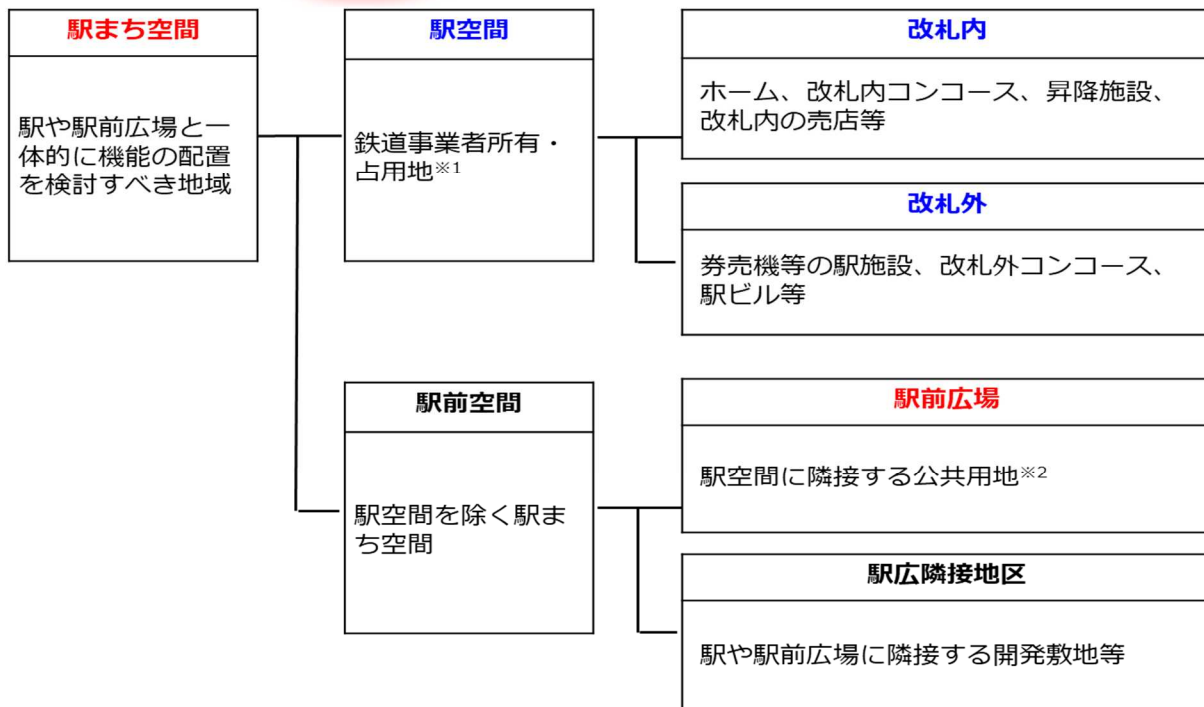 駅まち空間
駅や駅前広場と一
体的に機能の配置
を検討すべき地域
駅空間
鉄道事業者所有・
占用地※1
改札内
ホーム、改札内コンコース、昇降施設、
改札内の売店等
改札外
券売機等の駅施設、改札外コンコース、
駅ビル等
駅前空間
駅空間を除く駅ま
ち空間
駅前広場
駅空間に隣接する公共用地※2
駅広隣接地区
駅や駅前広場に隣接する開発敷地等